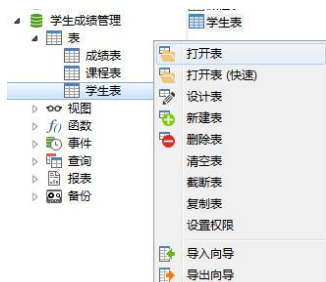 学生成绩管理
表
成绩表
课程表
学生表
视图
f() 函数
事件
查询
报表
备份
学生表
打开表
打开表 (快速)
设计表
新建表
删除表
清空表
截断表
复制表
设置权限
导入向导
导出向导